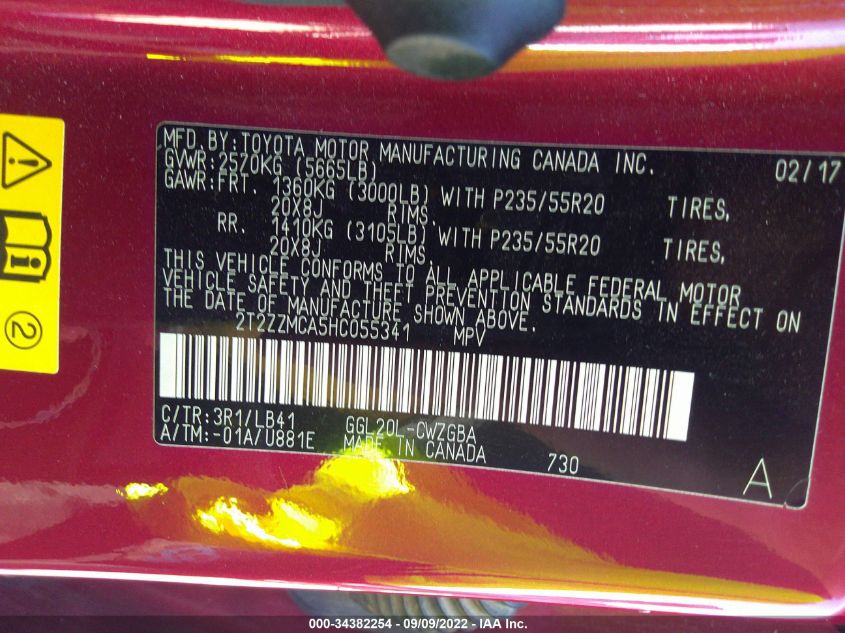 MFD. BY: TOYOTA MOTOR MANUFACTURING CANADA INC. 02/17
GVWR: 2570KG (5665LB)
GAWR: FRT. 1360KG (3000LB) WITH P235/55R20 TIRES,
20X8J RIMS.
RR. 1410KG (3105LB) WITH P235/55R20 TIRES,
20X8J RIMS.
THIS VEHICLE CONFORMS TO ALL APPLICABLE FEDERAL MOTOR
VEHICLE SAFETY AND THEFT PREVENTION STANDARDS IN EFFECT ON
THE DATE OF MANUFACTURE SHOWN ABOVE.
2T2ZZMCA5HC055341 MPV
C/TR: 3R1/LB41 GGL20L-CWZGBA
A/TM: -01A/U881E MADE IN CANADA 730 A
2
000-34382254 - 09/09/2022 - IAA Inc.